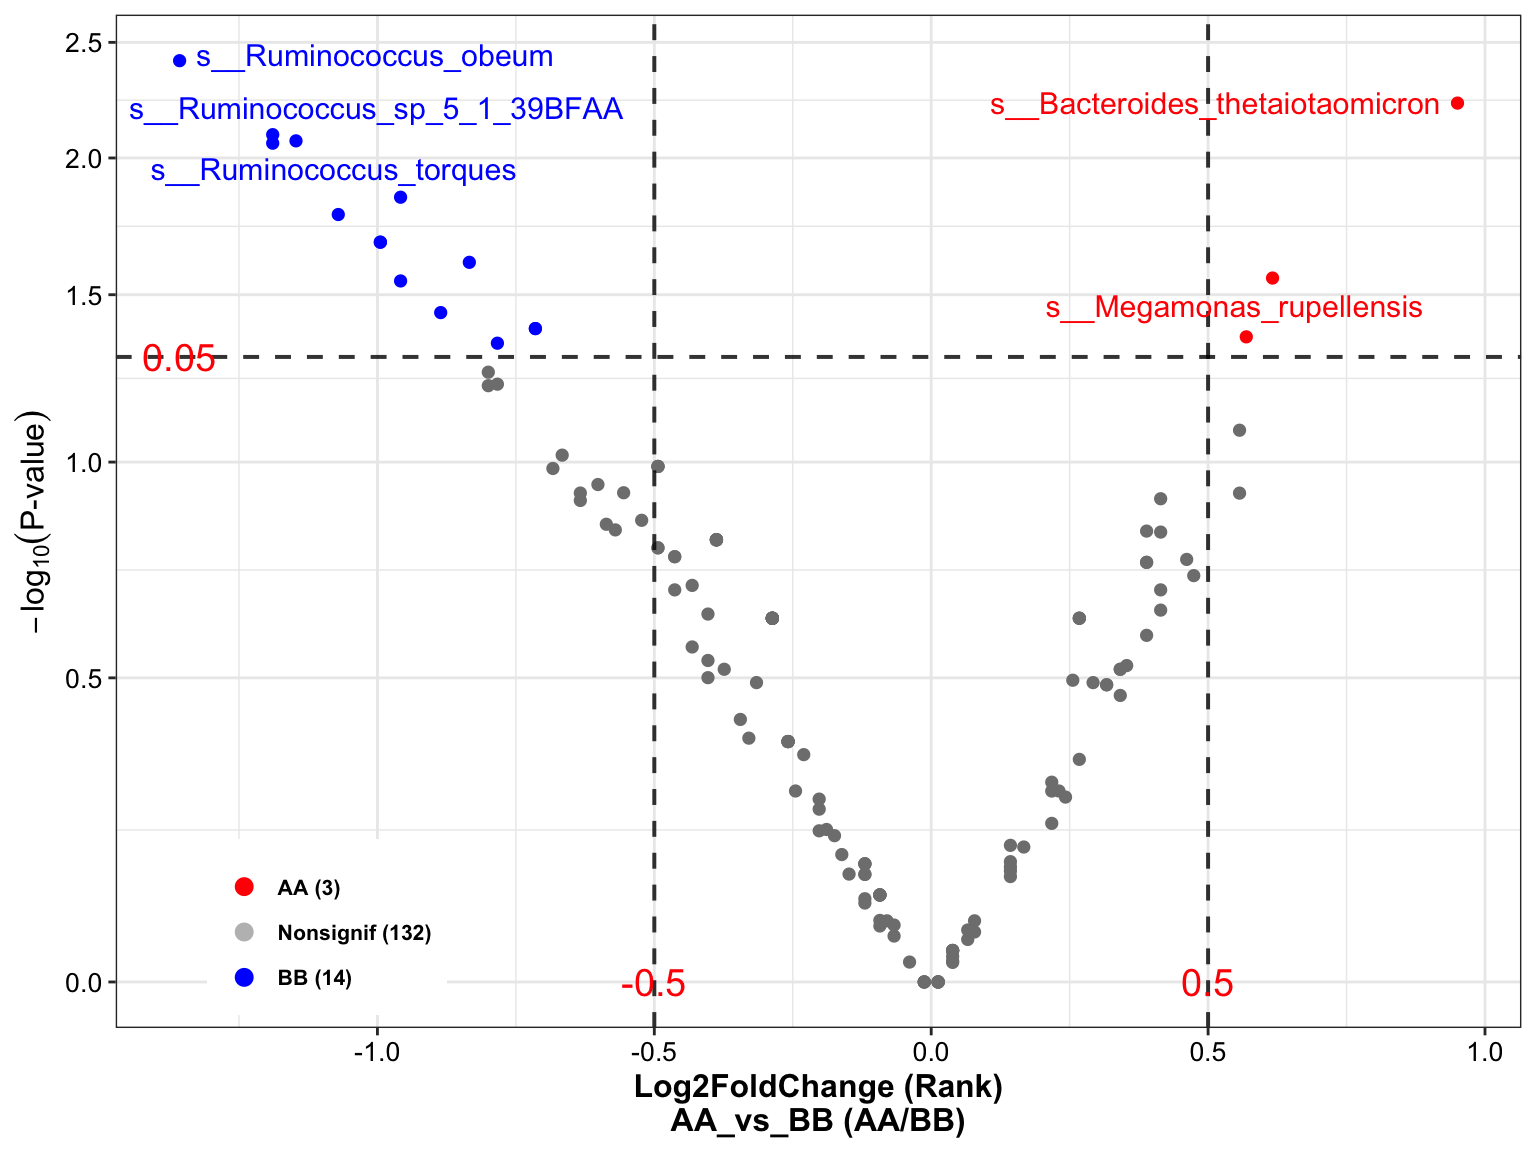 2.5
2.0
1.5
1.0
0.5
0.0
−log10(P-value)
s__Ruminococcus_obeum
s__Ruminococcus_sp_5_1_39BFAA
s__Ruminococcus_torques
s__Bacteroides_thetaiotaomicron
s__Megamonas_rupellensis
0.05
AA (3)
Nonsignif (132)
BB (14)
-0.5
0.5
-1.0
-0.5
0.0
0.5
1.0
Log2FoldChange (Rank)
AA_vs_BB (AA/BB)